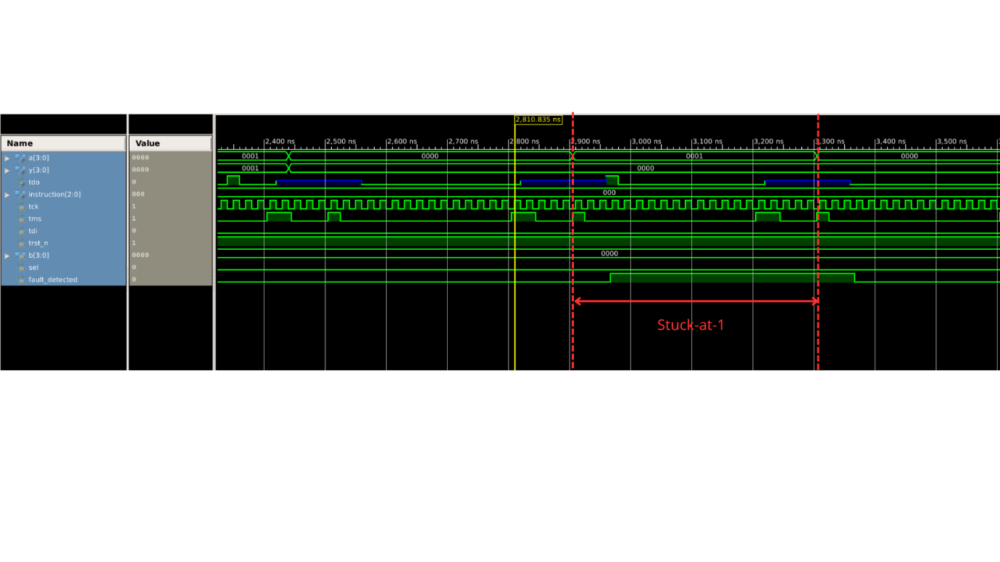 2,810.835 ns
Name Value 2,400 ns 2,500 ns 2,600 ns 2,700 ns 2,800 ns 2,900 ns 3,000 ns 3,100 ns 3,200 ns 3,300 ns 3,400 ns 3,500 ns
a[3:0] 0000 0001 0000 0001 0000
y[3:0] 0000 0001 0000
tdo 0
instruction[2:0] 000 000
tck 1
tms 1
tdi 0
trst_n 1
b[3:0] 0000 0000
sel 0
fault_detected 0
Stuck-at-1